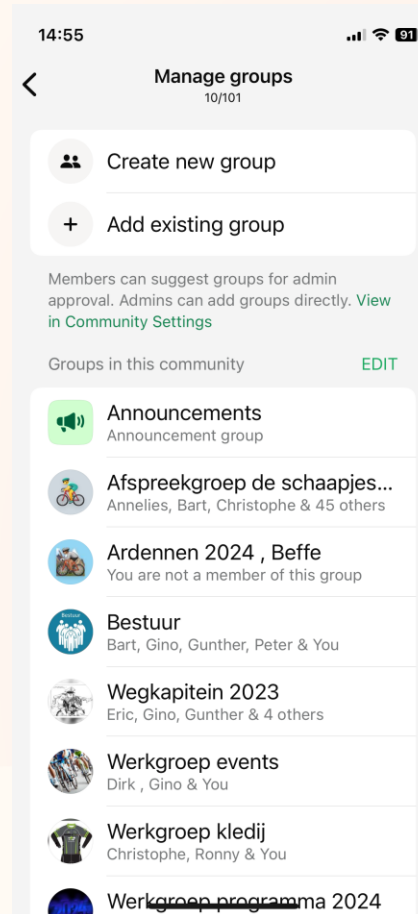 14:55
91
Manage groups
10/101
Create new group
Add existing group
Members can suggest groups for admin
approval. Admins can add groups directly. View
in Community Settings
Groups in this community
EDIT
Announcements
Announcement group
Afspreekgroep de schaapjes...
Annelies, Bart, Christophe & 45 others
Ardennen 2024 , Beffe
You are not a member of this group
Bestuur
Bestuur
Bart, Gino, Gunther, Peter & You
Wegkapitein 2023
Eric, Gino, Gunther & 4 others
Werkgroep events
Dirk , Gino & You
Werkgroep kledij
Christophe, Ronny & You
Werkgroep programma 2024